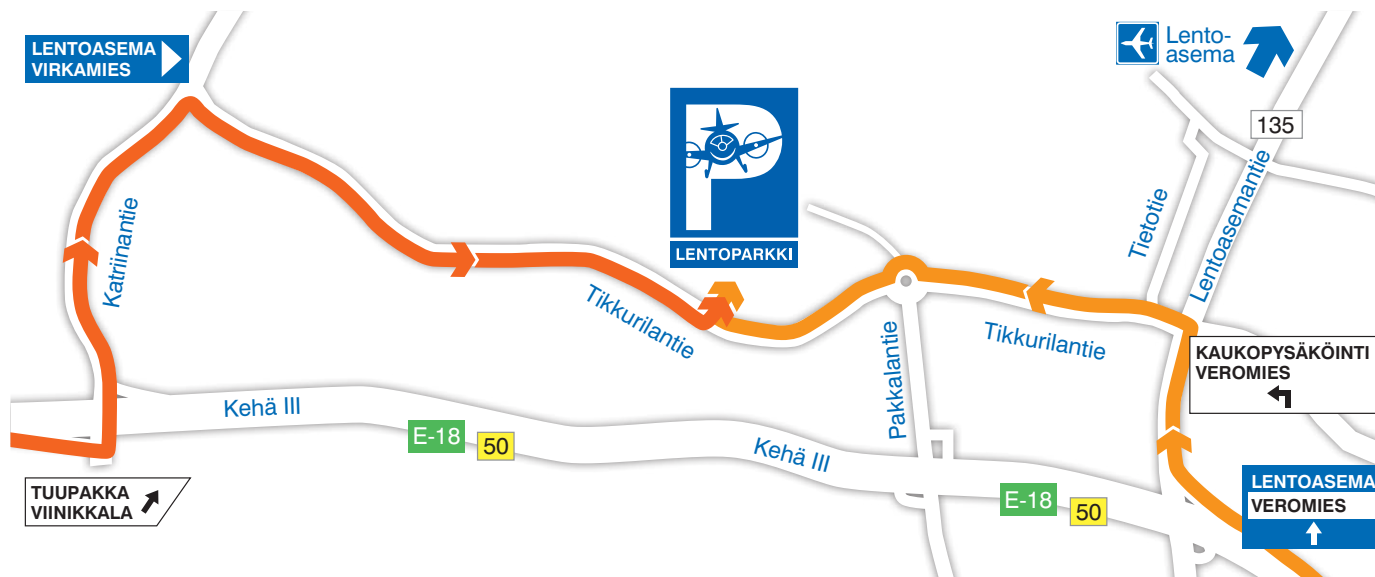 LENTOASEMA
VIRKAMIES
Lento-
asema
135
P
LENTOPARKKI
Katriinantie
Tietotie
Lentoasemantie
Tikkurilantie
Tikkurilantie
Pakkalantie
KAUKOPYSÄKÖINTI
VEROMIES
Kehä III
E-18
50
Kehä III
E-18
50
TUUPAKKA
VIINIKKALA
LENTOASEMA
VEROMIES